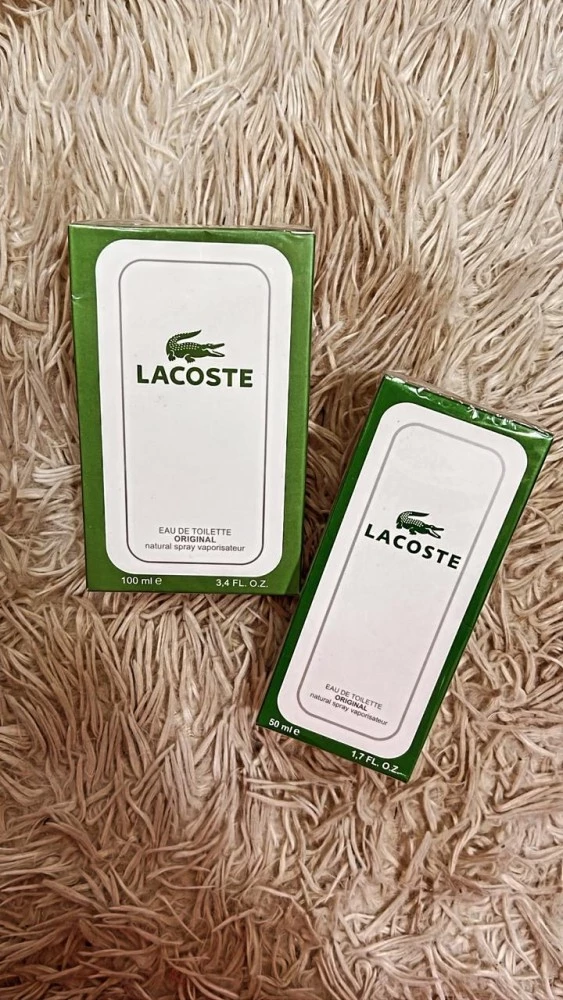 LACOSTE
EAU DE TOILETTE
ORIGINAL
natural spray vaporisateur
100 ml e
3,4 FL. O.Z.
LACOSTE
EAU DE TOILETTE
ORIGINAL
natural spray vaporisateur
50 ml e
1,7 FL. O.Z.